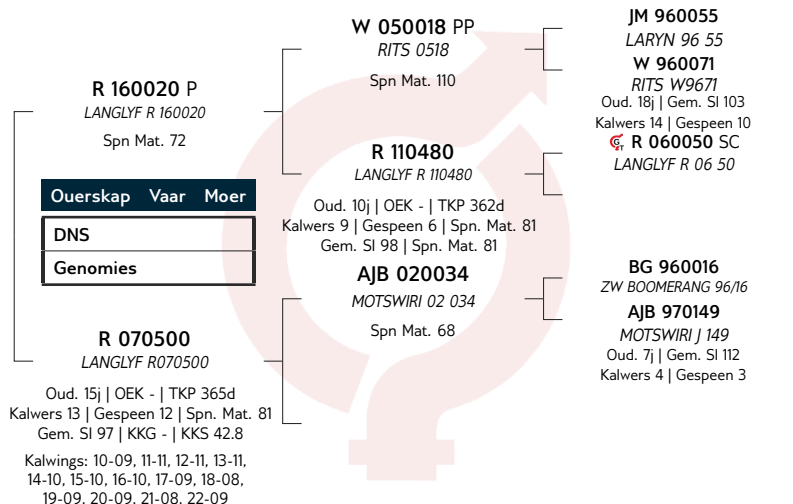 R 160020 P
LANGLYF R 160020
Spn Mat. 72
Ouerskap Vaar Moer
DNS
Genomies
R 070500
LANGLYF R070500
Oud. 15j | OEK - | TKP 365d
Kalwers 13 | Gespeen 12 | Spn. Mat. 81
Gem. SI 97 | KKG - | KKS 42.8
Kalwings: 10-09, 11-11, 12-11, 13-11,
14-10, 15-10, 16-10, 17-09, 18-08,
19-09, 20-09, 21-08, 22-09
W 050018 PP
RITS 0518
Spn Mat. 110
R 110480
LANGLYF R 110480
Oud. 10j | OEK - | TKP 362d
Kalwers 9 | Gespeen 6 | Spn. Mat. 81
Gem. SI 98 | Spn. Mat. 81
AJB 020034
MOTSWIRI 02 034
Spn Mat. 68
JM 960055
LARYN 96 55
W 960071
RITS W9671
Oud. 18j | Gem. SI 103
Kalwers 14 | Gespeen 10
R 060050 SC
LANGLYF R 06 50
BG 960016
ZW BOOMERANG 96/16
AJB 970149
MOTSWIRI J 149
Oud. 7j | Gem. SI 112
Kalwers 4 | Gespeen 3